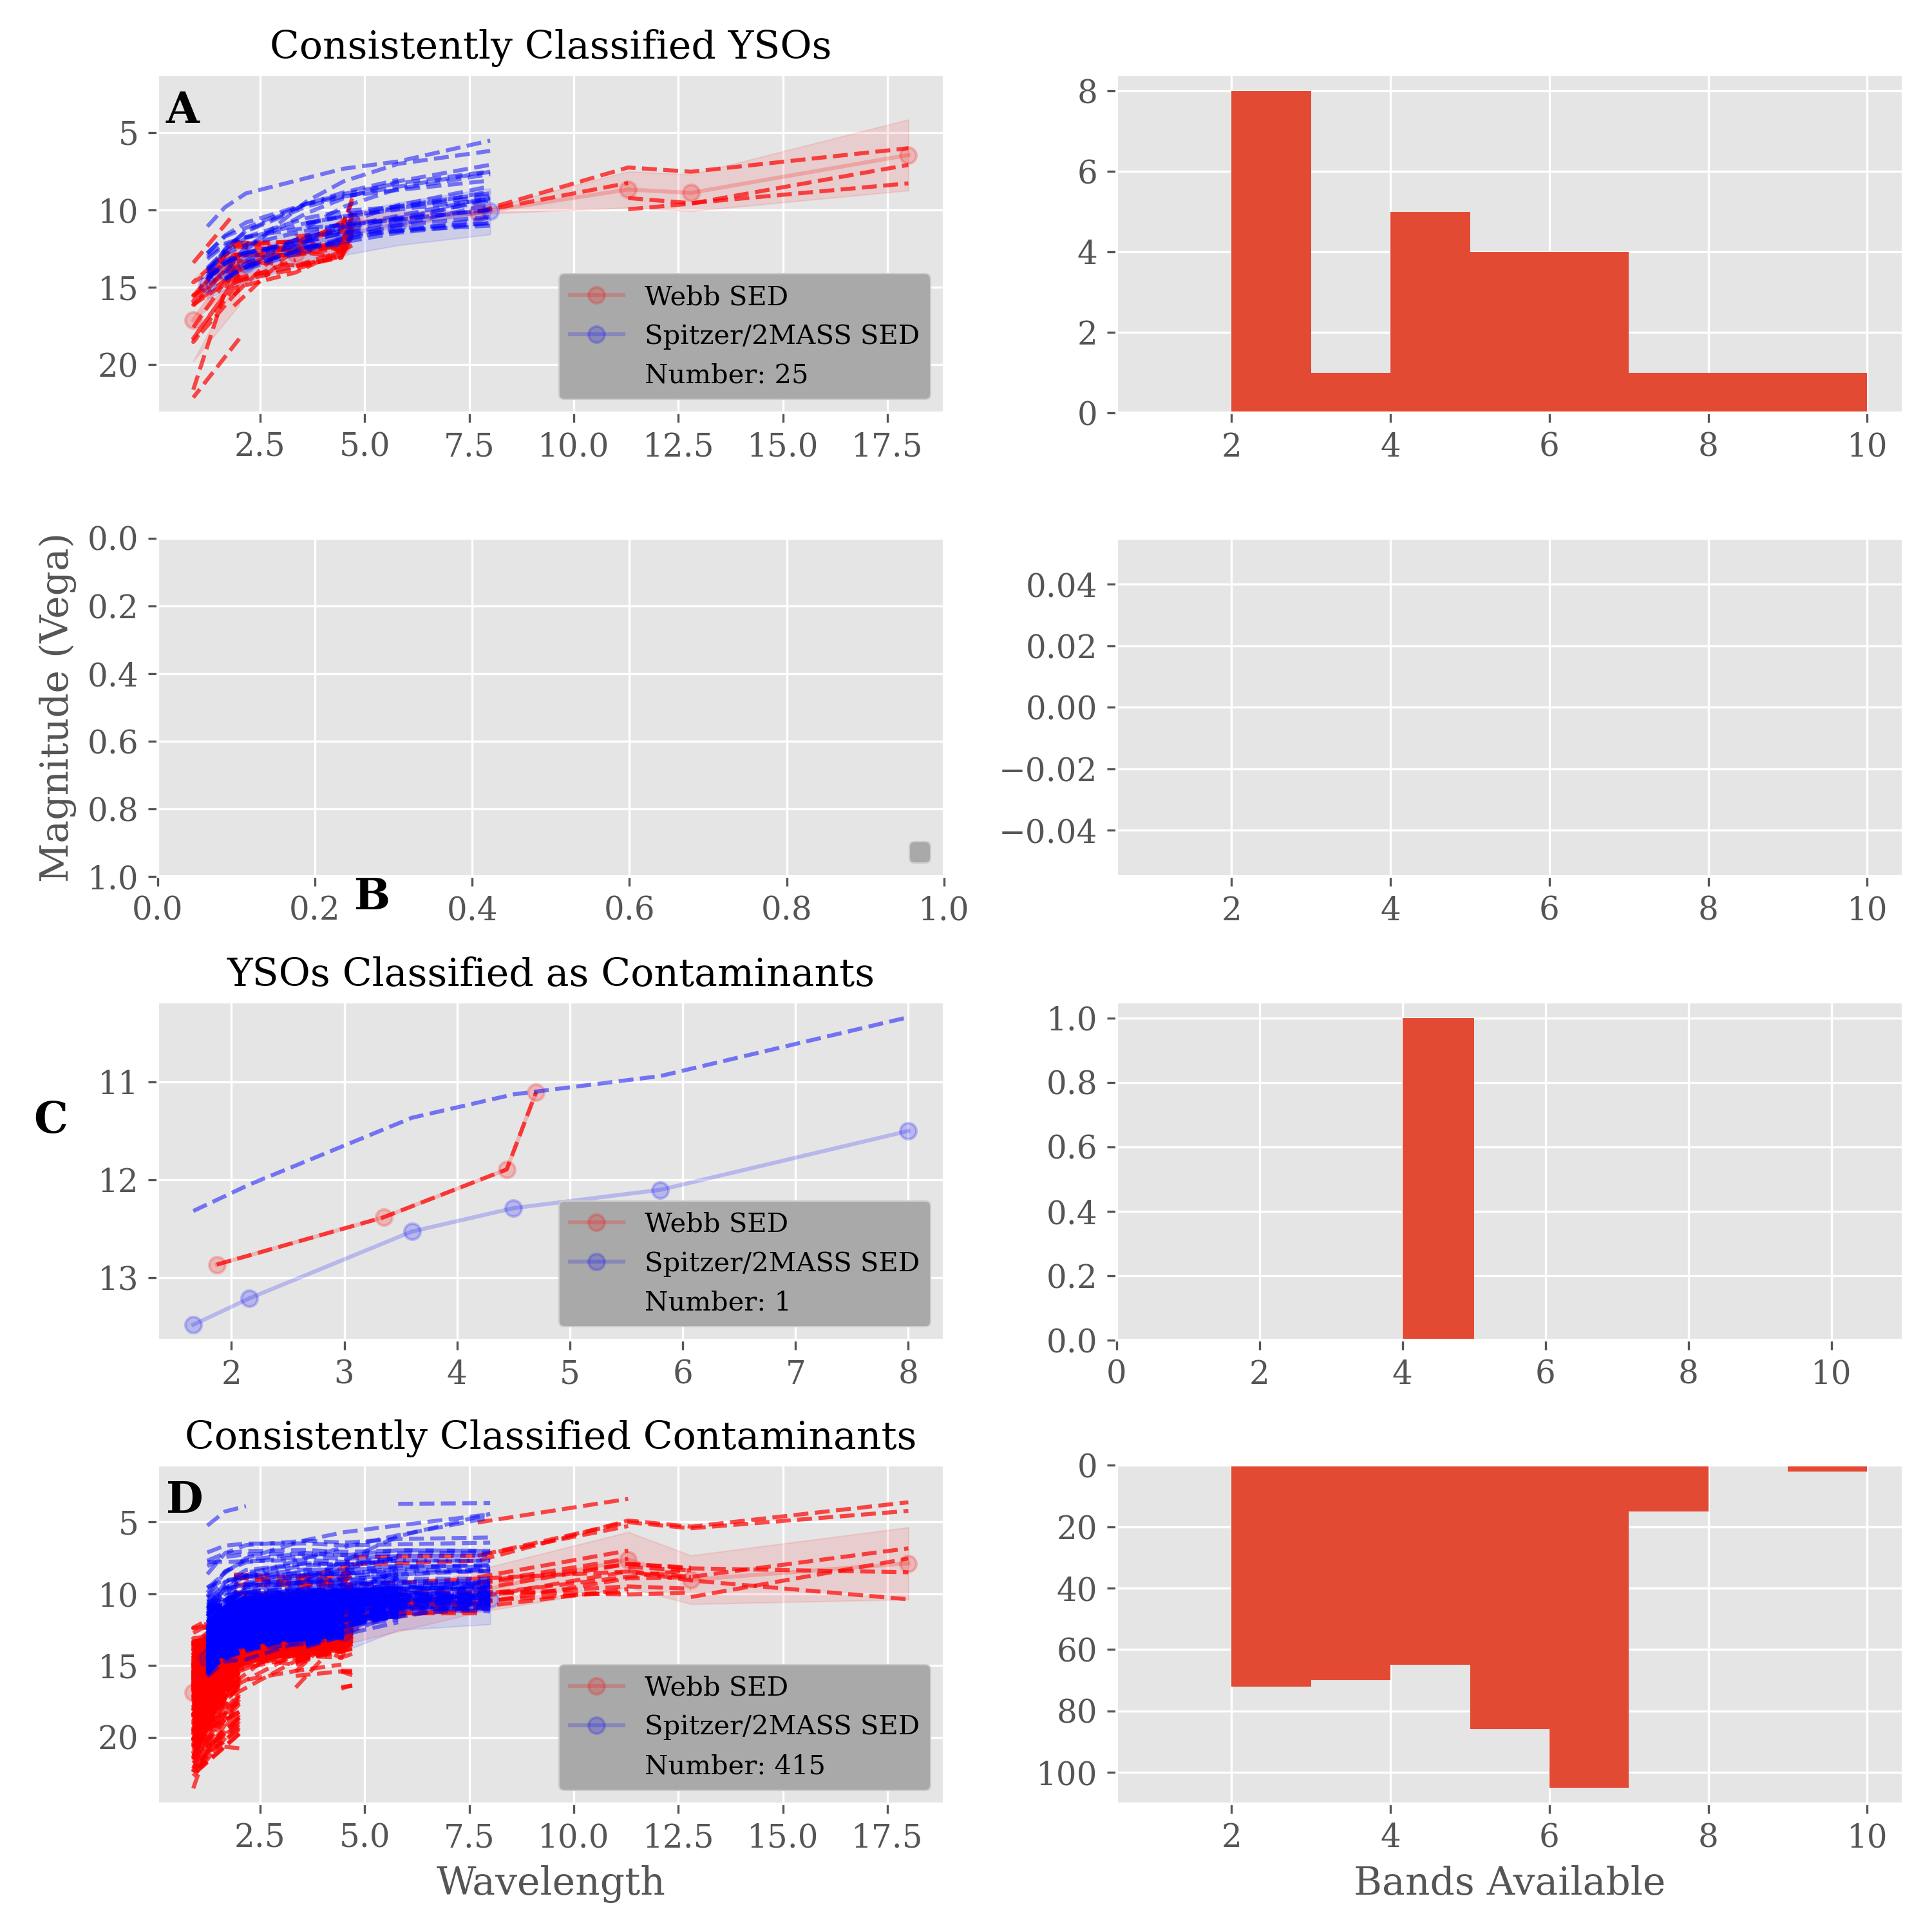 Consistently Classified YSOs
A
5
10
15
20
Webb SED
Spitzer/2MASS SED
Number: 25
2.5 5.0 7.5 10.0 12.5 15.0 17.5
8
6
4
2
0
2 4 6 8 10
Magnitude (Vega)
0.0
0.2
0.4
0.6
0.8
1.0
0.0 0.2 B 0.4 0.6 0.8 1.0
0.04
0.02
0.00
−0.02
−0.04
2 4 6 8 10
YSOs Classified as Contaminants
C
11
12
13
Webb SED
Spitzer/2MASS SED
Number: 1
2 3 4 5 6 7 8
1.0
0.8
0.6
0.4
0.2
0.0
0 2 4 6 8 10
Consistently Classified Contaminants
D
5
10
15
20
Webb SED
Spitzer/2MASS SED
Number: 415
2.5 5.0 7.5 10.0 12.5 15.0 17.5
Wavelength
0
20
40
60
80
100
2 4 6 8 10
Bands Available